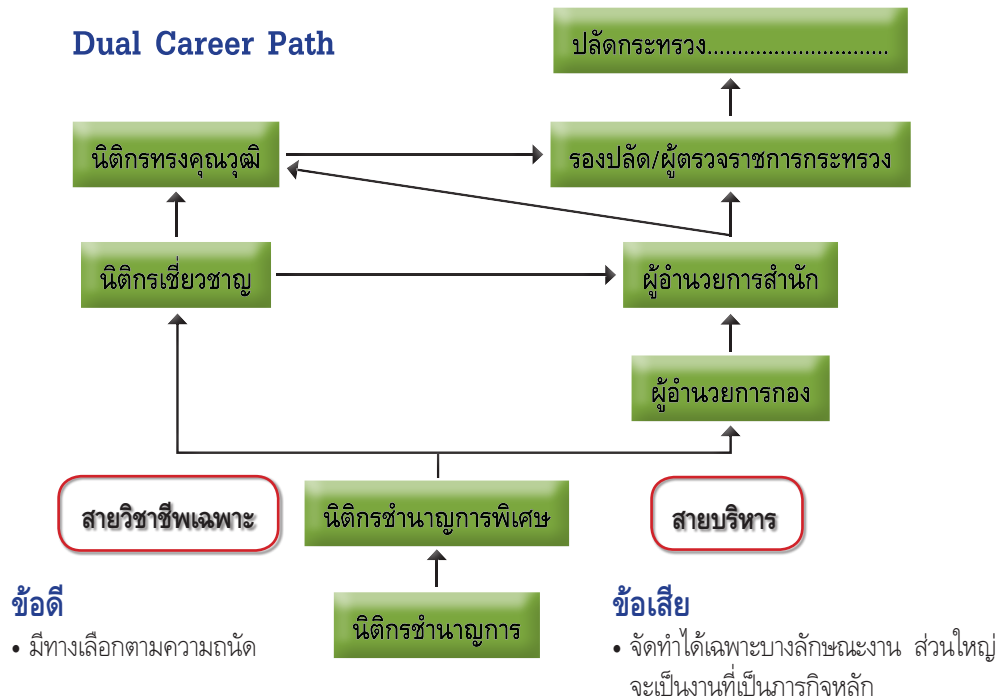 Dual Career Path
ปลัดกระทรวง..............................
นิติกรทรงคุณวุฒิ
รองปลัด/ผู้ตรวจราชการกระทรวง
นิติกรเชี่ยวชาญ
ผู้อำนวยการสำนัก
ผู้อำนวยการกอง
สายวิชาชีพเฉพาะ
นิติกรชำนาญการพิเศษ
สายบริหาร
นิติกรชำนาญการ
ข้อดี
• มีทางเลือกตามความถนัด
ข้อเสีย
• จัดทำได้เฉพาะบางลักษณะงาน ส่วนใหญ่
จะเป็นงานที่เป็นภารกิจหลัก